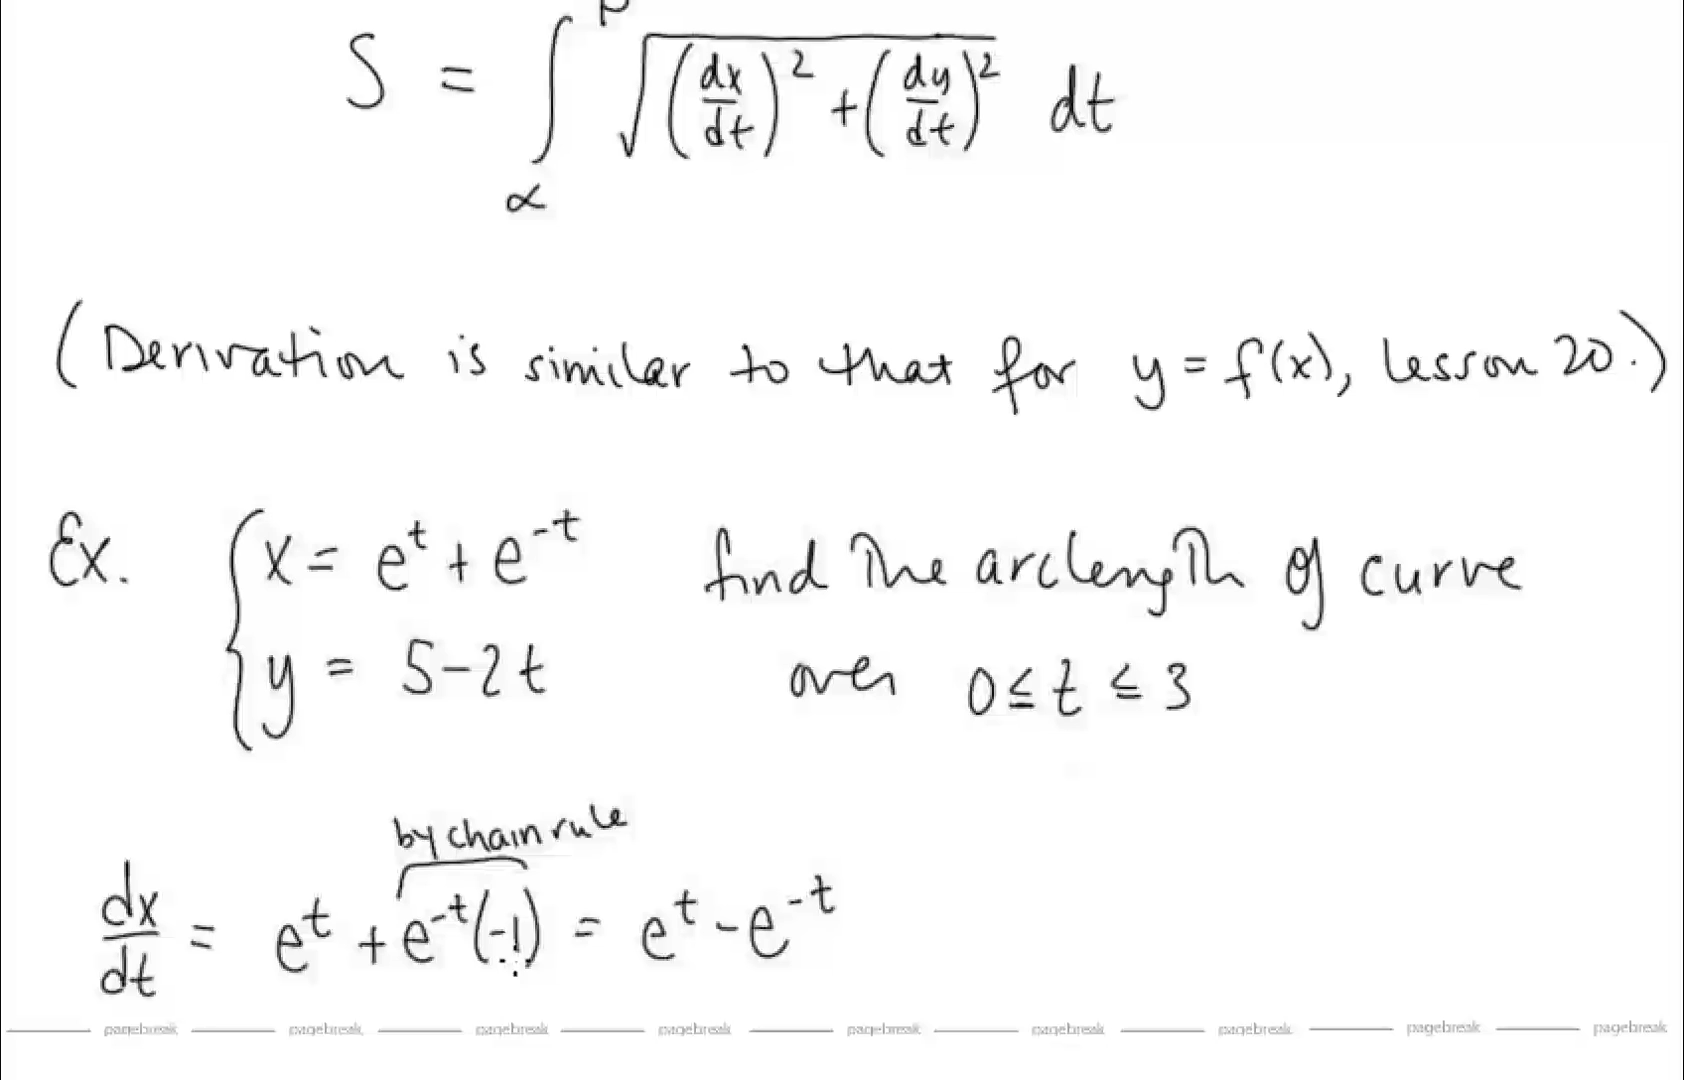 S = ∫_α^β √((dx/dt)² + (dy/dt)²) dt
(Derivation is similar to that for y = f(x), lesson 20.)
Ex. { x = e^t + e^-t find the arclength of curve
y = 5-2t over 0 ≤ t ≤ 3
by chain rule
dx/dt = e^t + e^-t(-1) = e^t - e^-t
pagebreak pagebreak pagebreak pagebreak pagebreak pagebreak pagebreak pagebreak pagebreak